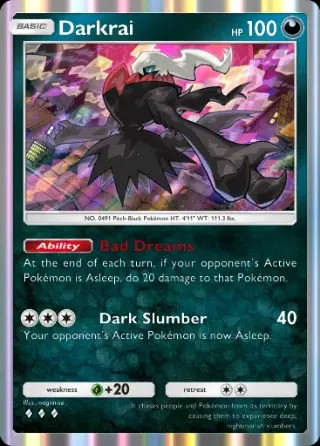 BASIC
Darkrai
HP 100
NO. 0491 Pitch-Black Pokémon HT. 4'11" WT: 111.3 lbs.
Ability Bad Dreams
At the end of each turn, if your opponent's Active
Pokémon is Asleep, do 20 damage to that Pokémon.
Dark Slumber 40
Your opponent's Active Pokémon is now Asleep.
weakness +20 retreat
Illus.
It chases people and Pokémon from its territory by
causing them to experience deep,
nightmarish slumbers.